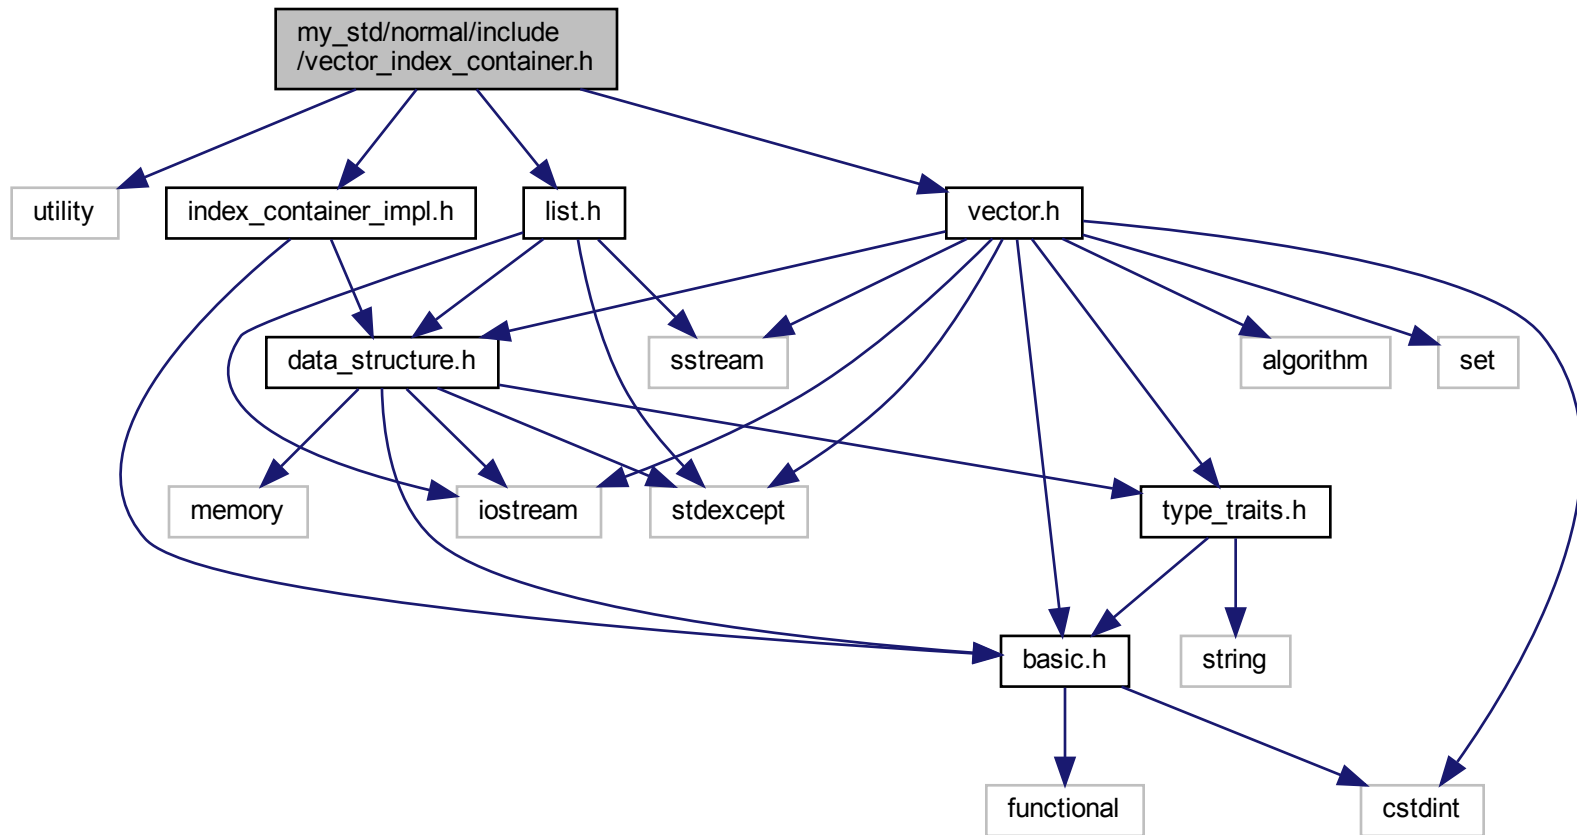 my_std/normal/include
/vector_index_container.h
utility
index_container_impl.h
list.h
vector.h
data_structure.h
sstream
algorithm
set
memory
iostream
stdexcept
type_traits.h
basic.h
string
functional
cstdint